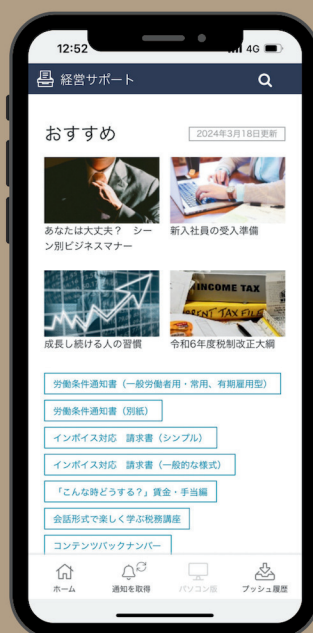 12:52
4G
経営サポート
おすすめ
2024年3月18日更新
あなたは大丈夫？　シー
ン別ビジネスマナー
新入社員の受入準備
INCOME TAX
TAX FILE
成長し続ける人の習慣
令和6年度税制改正大綱
労働条件通知書（一般労働者用・常用、有期雇用型）
労働条件通知書（別紙）
インボイス対応　請求書（シンプル）
インボイス対応　請求書（一般的な様式）
「こんな時どうする？」賃金・手当編
会話形式で楽しく学ぶ税務講座
コンテンツバックナンバー
ホーム
通知を取得
パソコン版
プッシュ履歴